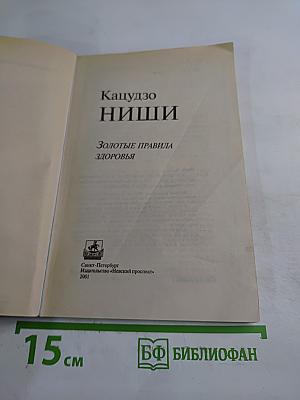 Кацудзо
НИШИ
ЗОЛОТЫЕ ПРАВИЛА
ЗДОРОВЬЯ
Санкт-Петербург
Издательство «Невский проспект»
2001
15 см
БФ БИБЛИОФАН